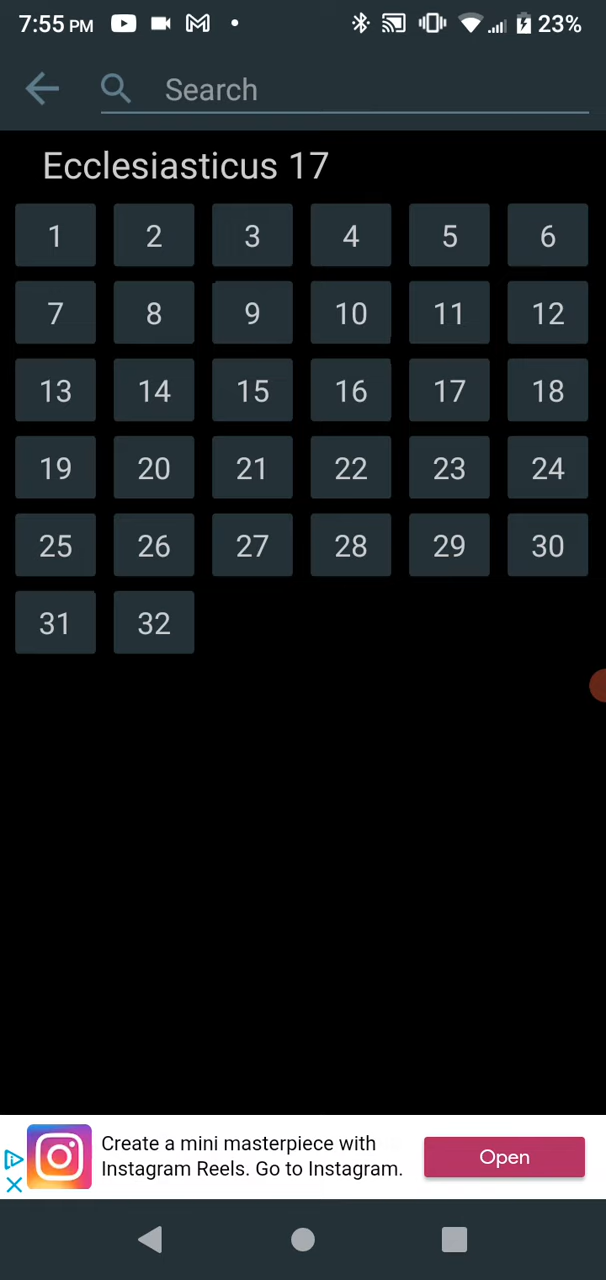 7:55 PM 23%
Search
Ecclesiasticus 17
1 2 3 4 5 6
7 8 9 10 11 12
13 14 15 16 17 18
19 20 21 22 23 24
25 26 27 28 29 30
31 32
Create a mini masterpiece with
Instagram Reels. Go to Instagram.
Open